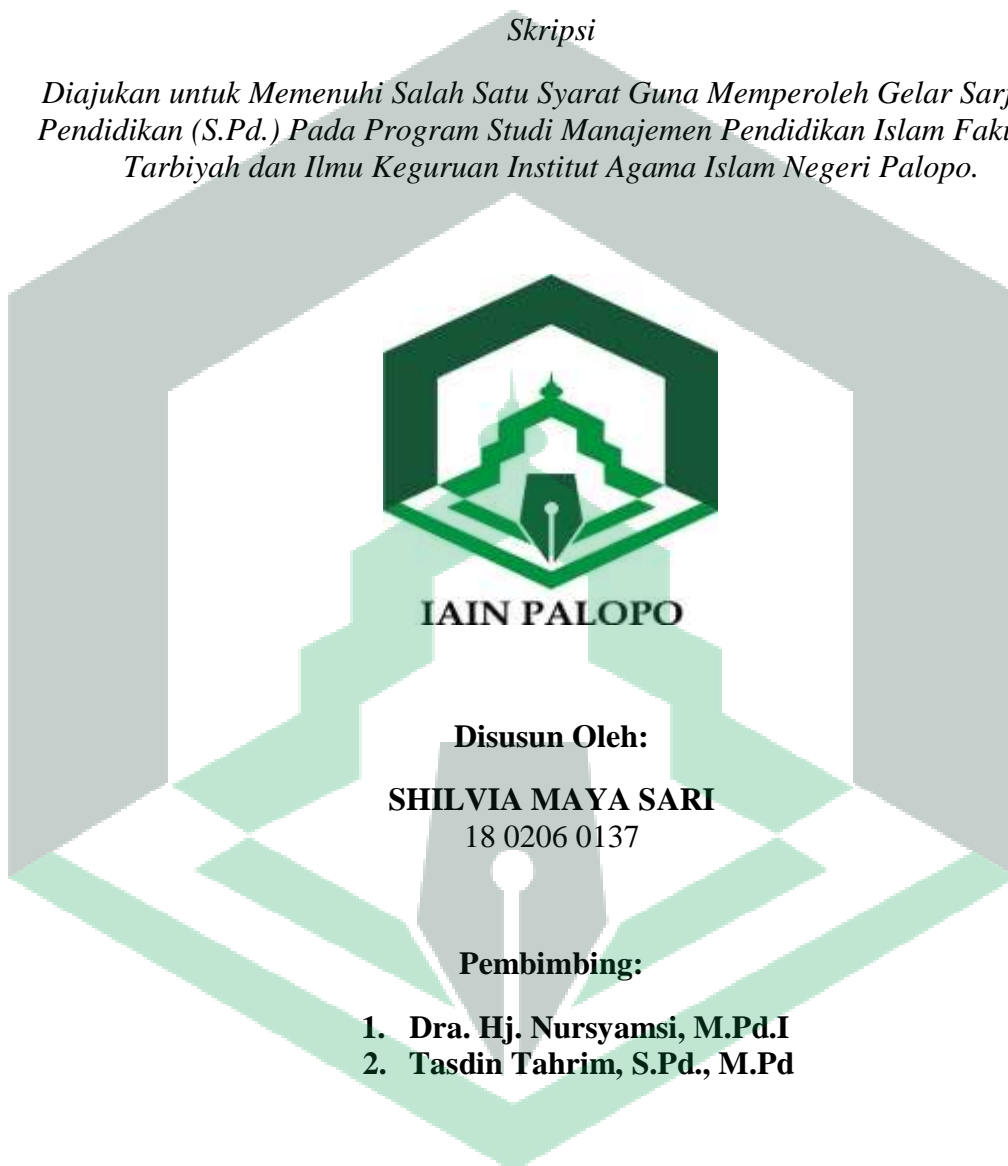 Skripsi
Diajukan untuk Memenuhi Salah Satu Syarat Guna Memperoleh Gelar
Pendidikan (S.Pd.) Pada Program Studi Manajemen Pendidikan Islam
Tarbiyah dan Ilmu Keguruan Institut Agama Islam Negeri Palopo.
IAIN PALOPO
Disusun Oleh:
SHILVIA MAYA SARI
18 0206 0137
Pembimbing:
1. Dra. Hj. Nursyamsi, M.Pd.I
2. Tasdin Tahrim, S.Pd., M.Pd